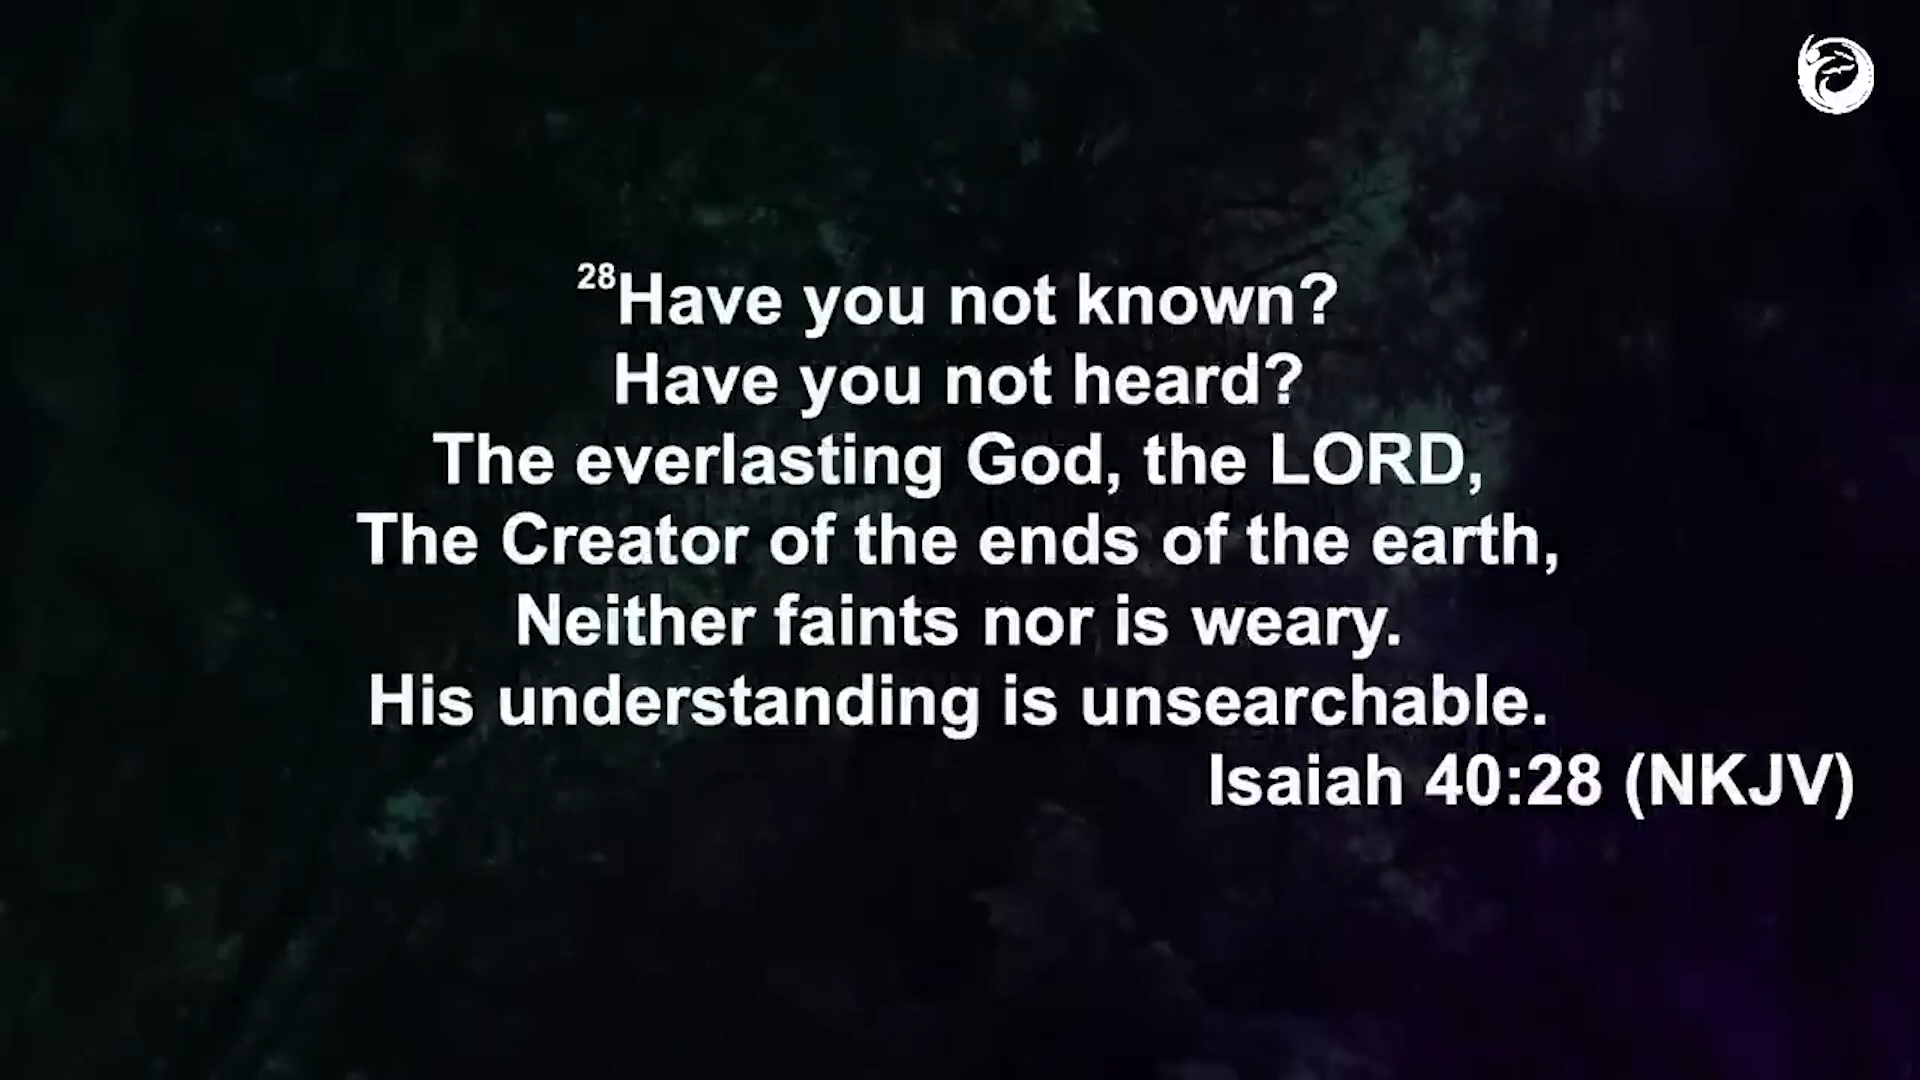 28Have you not known?
Have you not heard?
The everlasting God, the LORD,
The Creator of the ends of the earth,
Neither faints nor is weary.
His understanding is unsearchable.
Isaiah 40:28 (NKJV)